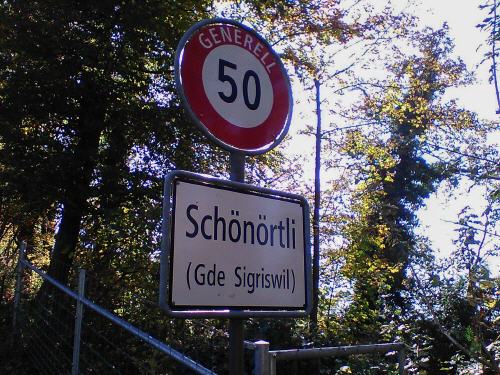 GENERELL
50
Schönörtli
(Gde Sigriswil)